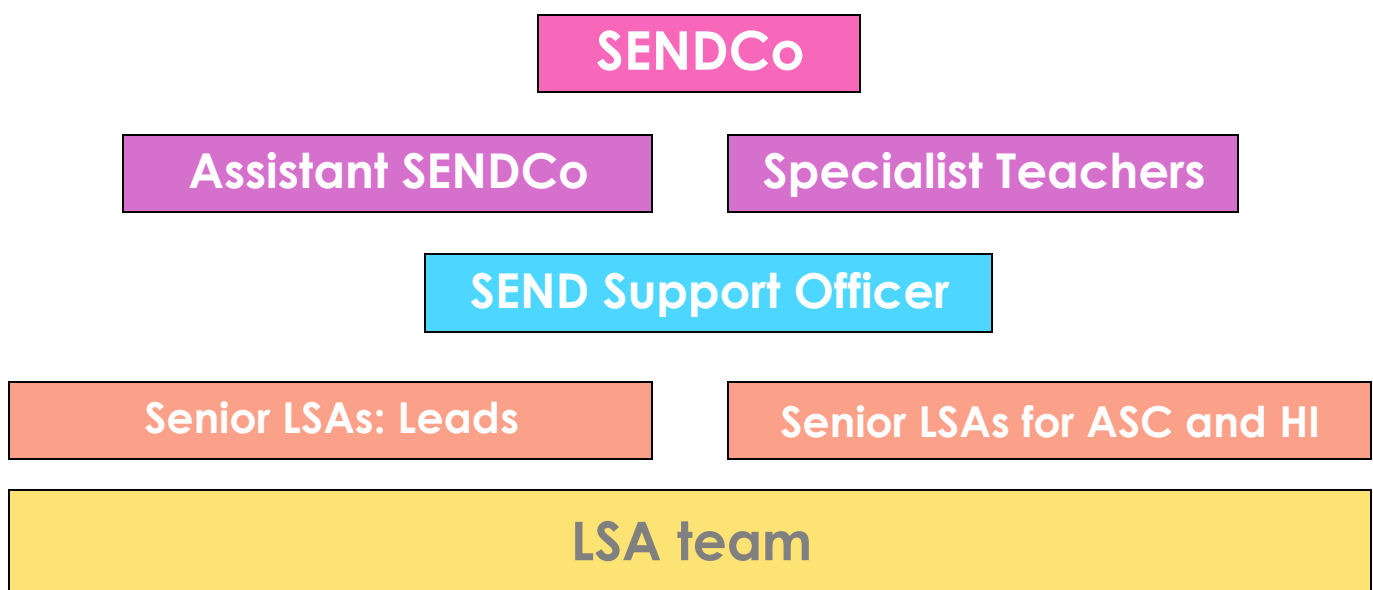 SENDCo
Assistant SENDCo
Specialist Teachers
SEND Support Officer
Senior LSAs: Leads
Senior LSAs for ASC and HI
LSA team